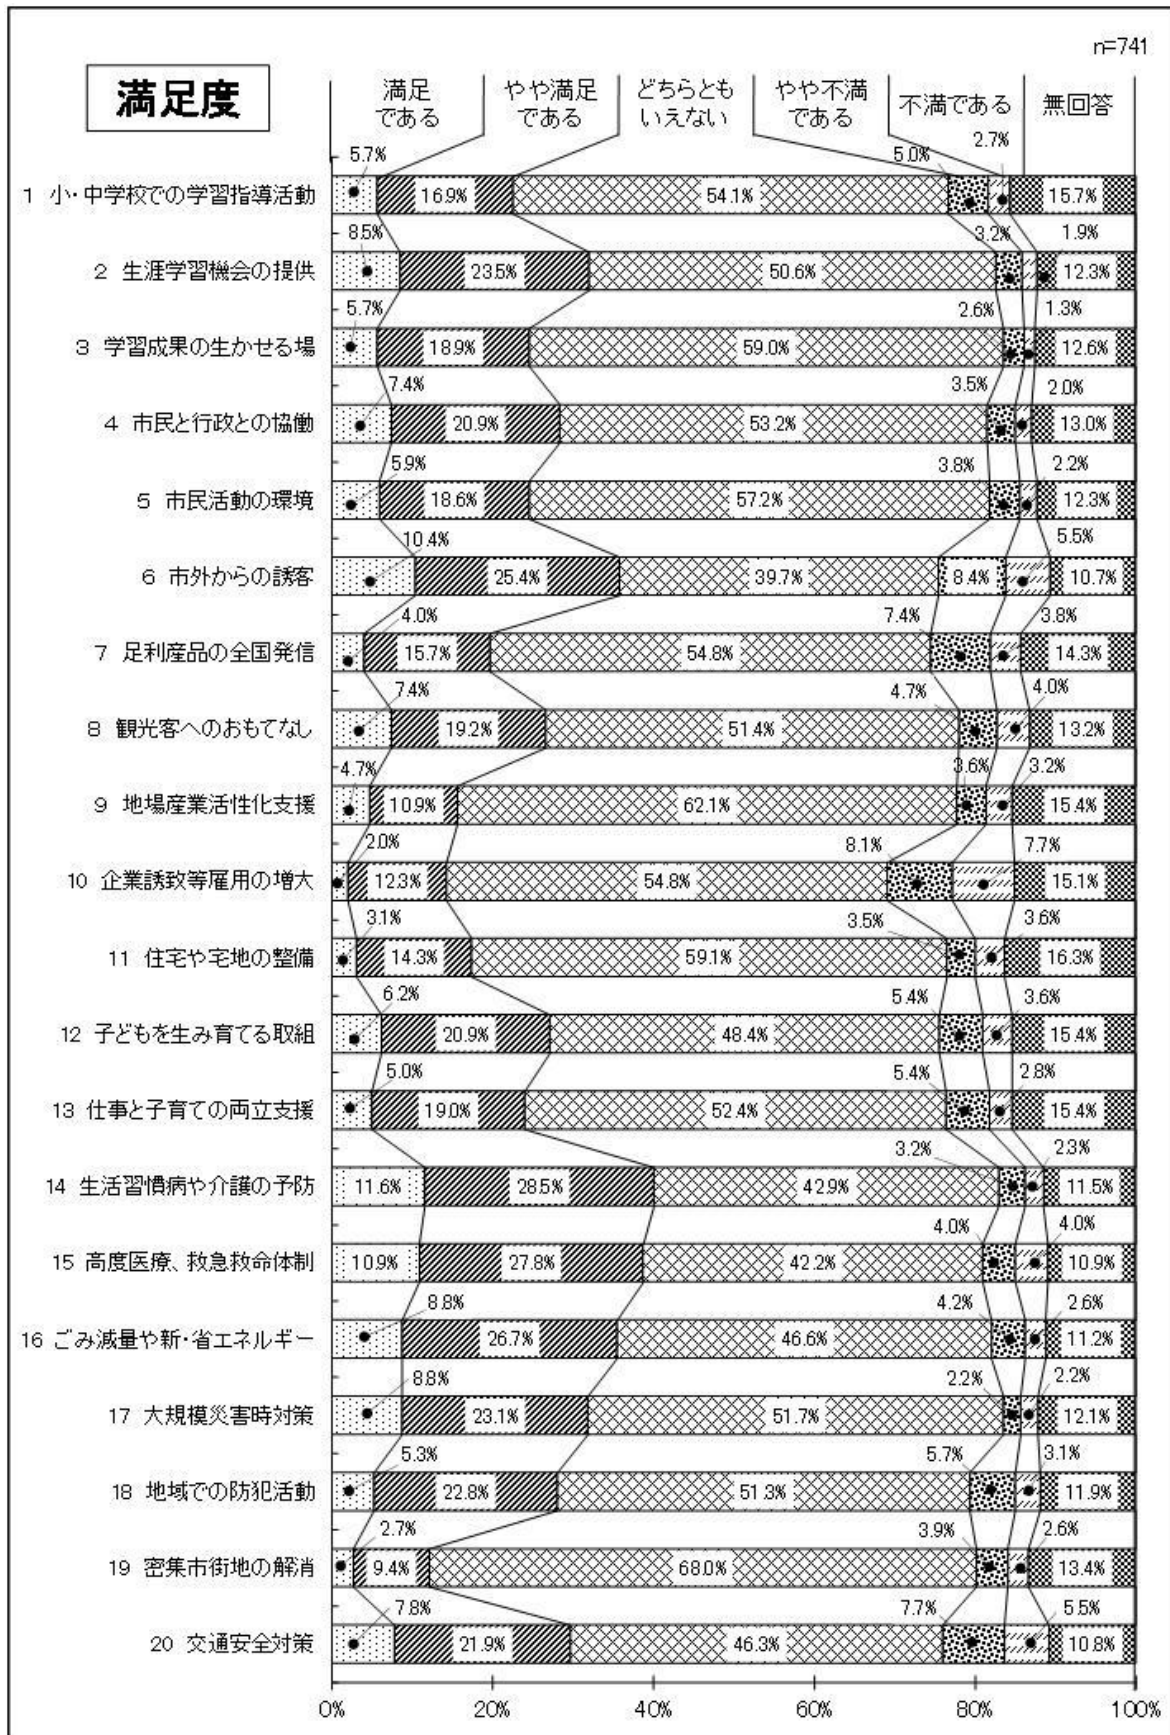 n=741
満足度
満足
である
やや満足
である
どちらとも
いえない
やや不満
である
不満である
無回答
5.7% 5.0% 2.7%
1 小・中学校での学習指導活動 16.9% 54.1% 15.7%
8.5% 3.2% 1.9%
2 生涯学習機会の提供 23.5% 50.6% 12.3%
5.7% 2.6% 1.3%
3 学習成果の生かせる場 18.9% 59.0% 12.6%
7.4% 3.5% 2.0%
4 市民と行政との協働 20.9% 53.2% 13.0%
5.9% 3.8% 2.2%
5 市民活動の環境 18.6% 57.2% 12.3%
10.4% 5.5%
6 市外からの誘客 25.4% 39.7% 8.4% 10.7%
4.0% 7.4% 3.8%
7 足利産品の全国発信 15.7% 54.8% 14.3%
7.4% 4.7% 4.0%
8 観光客へのおもてなし 19.2% 51.4% 13.2%
4.7% 3.6% 3.2%
9 地場産業活性化支援 10.9% 62.1% 15.4%
2.0% 8.1% 7.7%
10 企業誘致等雇用の増大 12.3% 54.8% 15.1%
3.1% 3.5% 3.6%
11 住宅や宅地の整備 14.3% 59.1% 16.3%
6.2% 5.4% 3.6%
12 子どもを生み育てる取組 20.9% 48.4% 15.4%
5.0% 5.4% 2.8%
13 仕事と子育ての両立支援 19.0% 52.4% 15.4%
3.2% 2.3%
14 生活習慣病や介護の予防 11.6% 28.5% 42.9% 11.5%
4.0% 4.0%
15 高度医療、救急救命体制 10.9% 27.8% 42.2% 10.9%
8.8% 4.2% 2.6%
16 ごみ減量や新・省エネルギー 26.7% 46.6% 11.2%
8.8% 2.2% 2.2%
17 大規模災害時対策 23.1% 51.7% 12.1%
5.3% 5.7% 3.1%
18 地域での防犯活動 22.8% 51.3% 11.9%
2.7% 3.9% 2.6%
19 密集市街地の解消 9.4% 68.0% 13.4%
7.8% 7.7% 5.5%
20 交通安全対策 21.9% 46.3% 10.8%
0% 20% 40% 60% 80% 100%